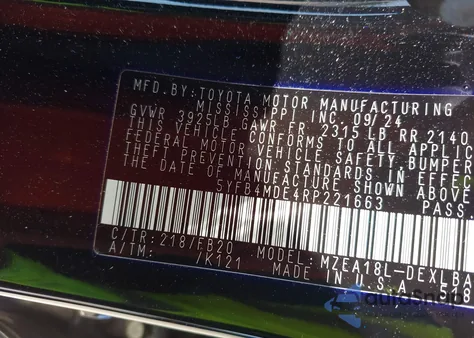 MFD.BY:TOYOTA MOTOR MANUFACTURING
MISSISSIPPI INC. 09/24
GVWR 3925LB GAWR FR 2315 LB RR 2140
THIS VEHICLE CONFORMS TO ALL APPLIC
FEDERAL MOTOR VEHICLE SAFETY, BUMPER
THEFT PREVENTION STANDARDS IN EFFEC
THE DATE OF MANUFACTURE SHOWN ABOVE
5YFB4MDE4RP221663 PASS
C/TR: 218/FB20 MODEL: MZEA18L-DEXLBA
A/TM: /K121 MADE IN U.S.A.
autoSnap